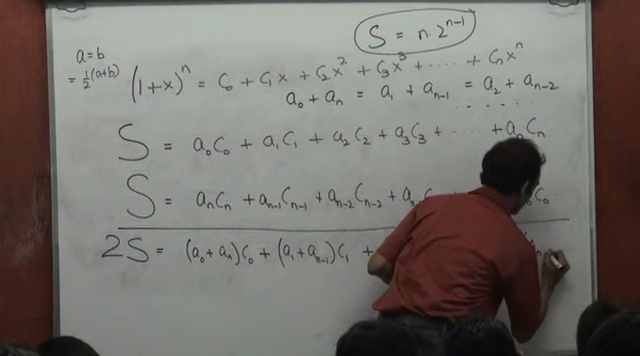 S = n·2^{n-1}
a = b
= ½(a+b)
(1+x)^n = C₀ + C₁x + C₂x² + C₃x³ + ····· + Cₙx^n
a₀ + aₙ = a₁ + aₙ₋₁ = a₂ + aₙ₋₂
S = a₀C₀ + a₁C₁ + a₂C₂ + a₃C₃ + ····· + aₙCₙ
S = aₙCₙ + aₙ₋₁Cₙ₋₁ + aₙ₋₂Cₙ₋₂ + C₀
2S = (a₀ + aₙ)C₀ + (a₁ + aₙ₋₁)C₁ +